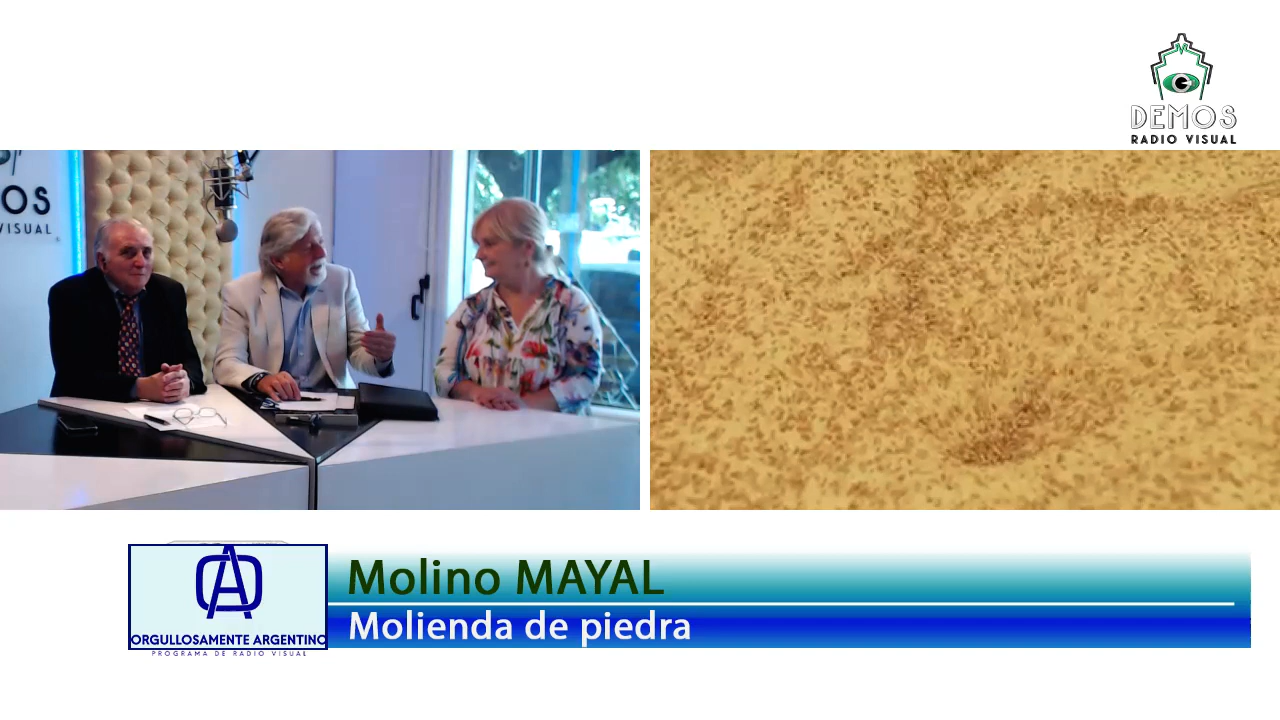 DEMOS
RADIO VISUAL
OS
VISUAL
Molino MAYAL
Molienda de piedra
ORGULLOSAMENTE ARGENTINO
PROGRAMA DE RADIO VISUAL